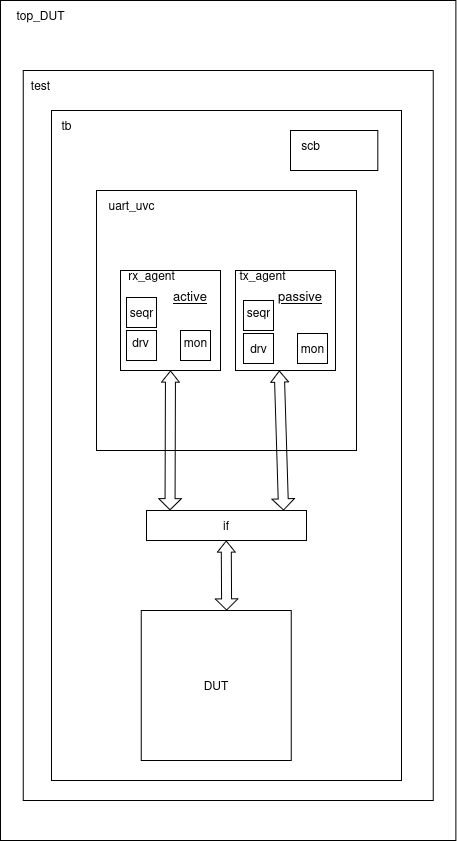 top_DUT
test
tb
scb
uart_uvc
rx_agent
active
seqr
drv
mon
tx_agent
passive
seqr
drv
mon
if
DUT